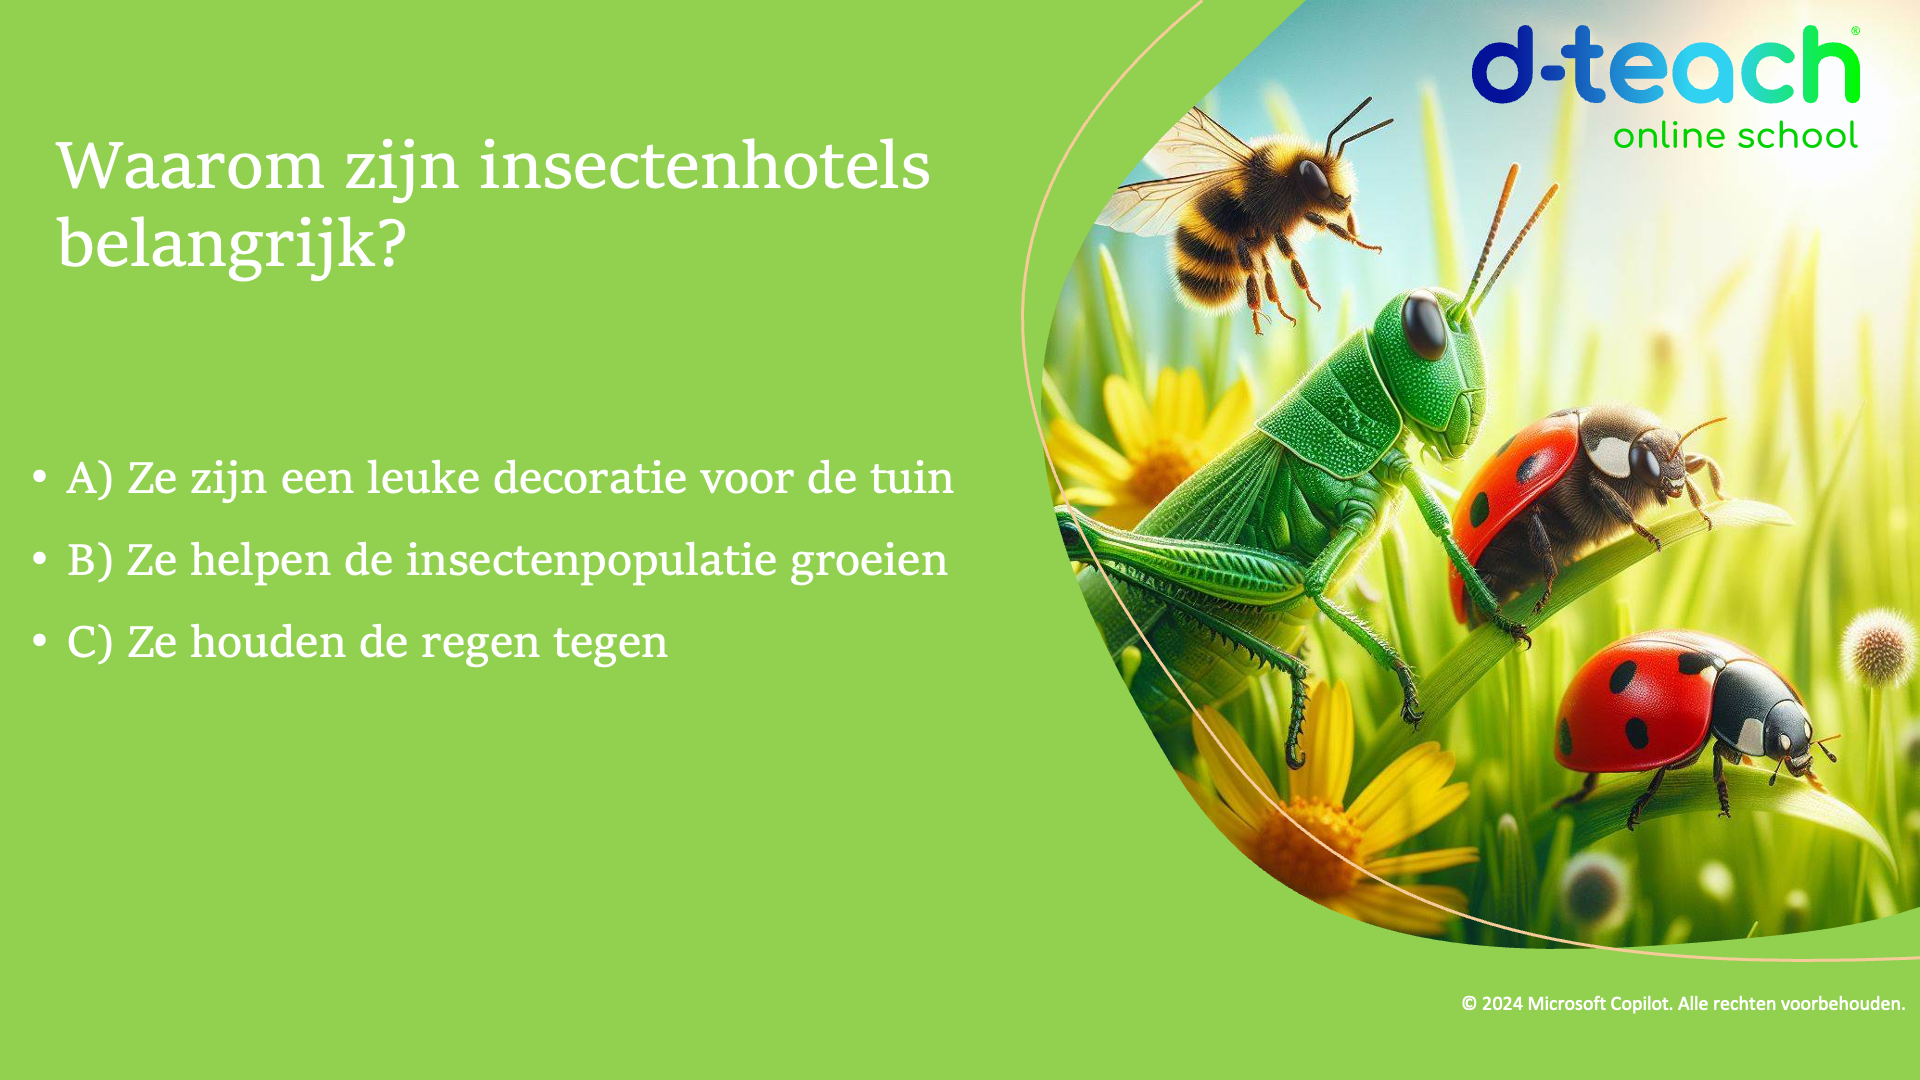 d-teach®
online school
Waarom zijn insectenhotels
belangrijk?
• A) Ze zijn een leuke decoratie voor de tuin
• B) Ze helpen de insectenpopulatie groeien
• C) Ze houden de regen tegen
© 2024 Microsoft Copilot. Alle rechten voorbehouden.